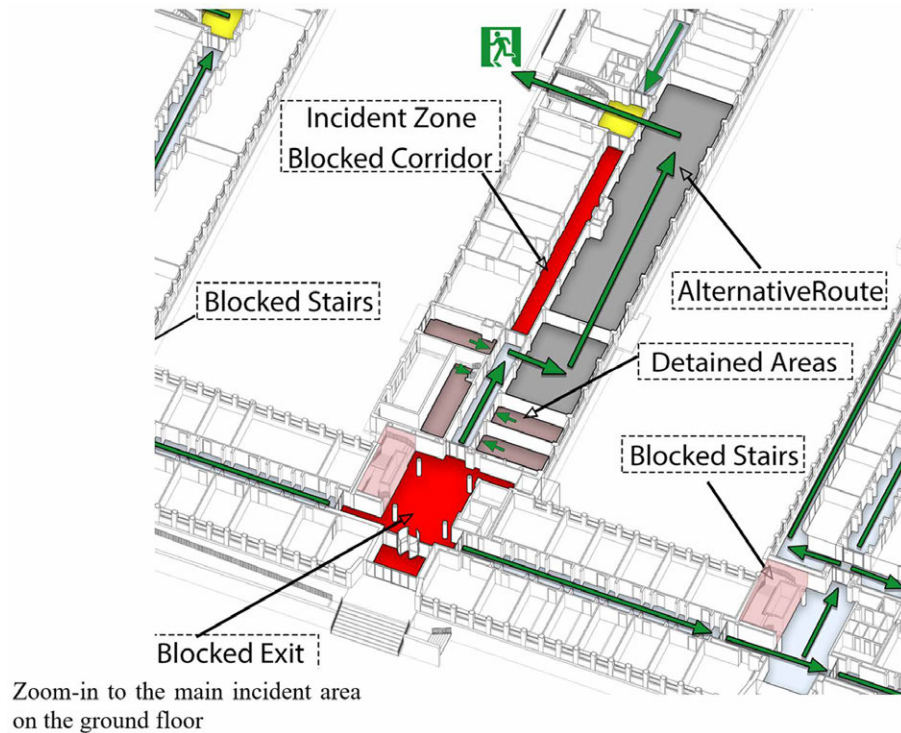 Incident Zone
Blocked Corridor
Blocked Stairs
AlternativeRoute
Detained Areas
Blocked Stairs
Blocked Exit
Zoom-in to the main incident area
on the ground floor